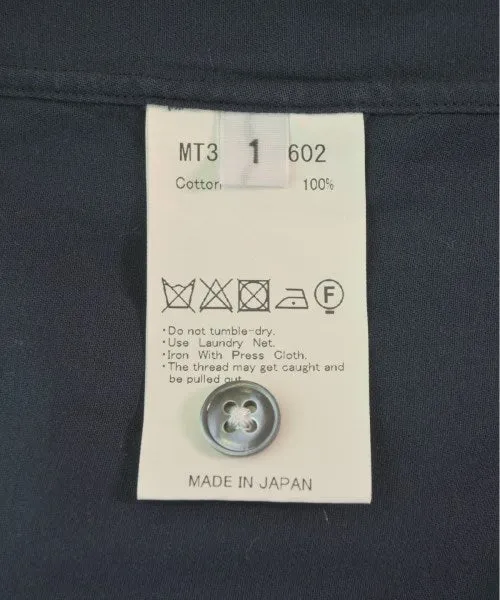 MT3 1 602
Cotton 100%
F
・Do not tumble-dry.
・Use Laundry Net.
・Iron With Press Cloth.
・The thread may get caught and
be pulled out
MADE IN JAPAN